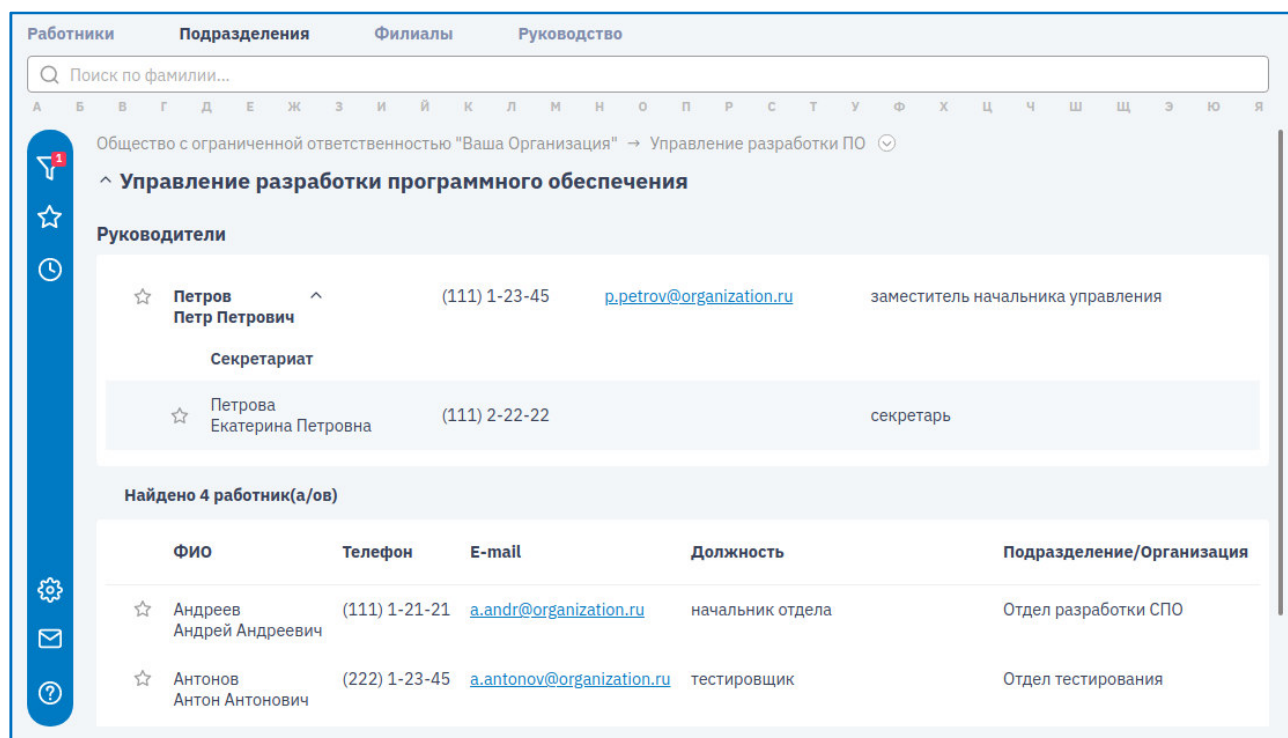 Работники Подразделения Филиалы Руководство
Поиск по фамилии...
А Б В Г Д Е Ж З И Й К Л М Н О П Р С Т У Ф Х Ц Ч Ш Щ Э Ю Я
Общество с ограниченной ответственностью "Ваша Организация" → Управление разработки ПО
1
Управление разработки программного обеспечения
Руководители
Петров (111) 1-23-45 p.petrov@organization.ru заместитель начальника управления
Петр Петрович
Секретариат
Петрова (111) 2-22-22 секретарь
Екатерина Петровна
Найдено 4 работник(а/ов)
ФИО Телефон E-mail Должность Подразделение/Организация
Андреев (111) 1-21-21 a.andr@organization.ru начальник отдела Отдел разработки СПО
Андрей Андреевич
Антонов (222) 1-23-45 a.antonov@organization.ru тестировщик Отдел тестирования
Антон Антонович